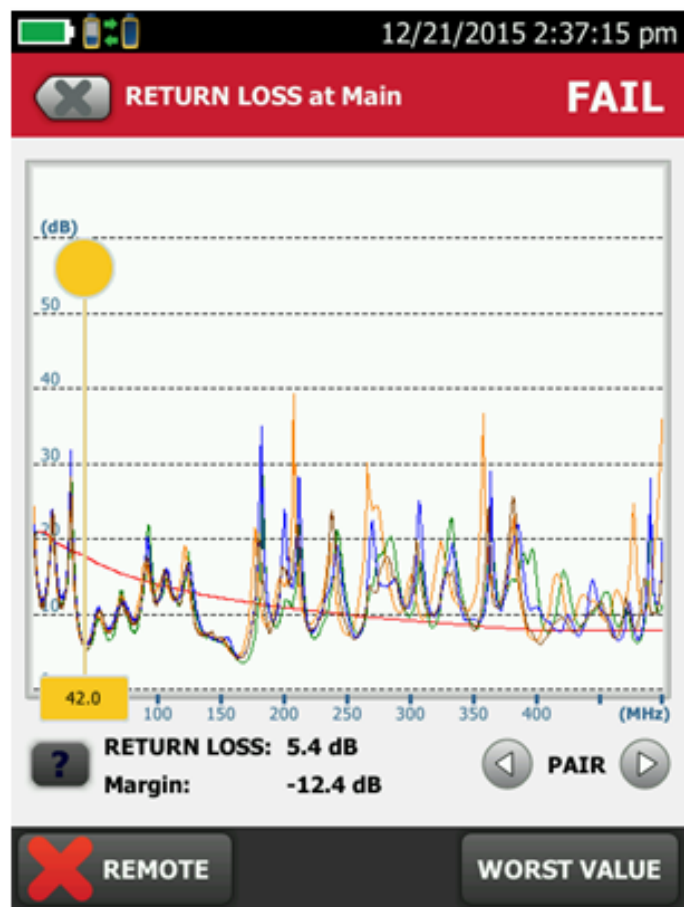 12/21/2015 2:37:15 pm
RETURN LOSS at Main FAIL
(dB)
50
40
30
20
10
0
42.0 100 150 200 250 300 350 400 (MHz)
? RETURN LOSS: 5.4 dB PAIR
Margin: -12.4 dB
REMOTE WORST VALUE